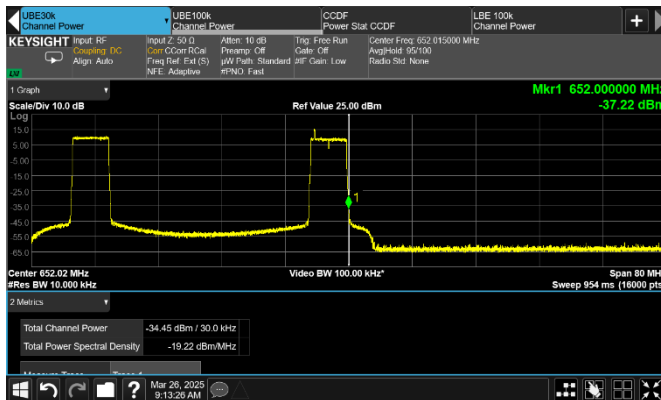 UBE30k
Channel Power
UBE100k
Channel Power
CCDF
Power Stat CCDF
LBE 100k
Channel Power
KEYSIGHT
Input: RF
Coupling: DC
Align: Auto
Input Z: 50 Ω
Corr CCorr RCal
Freq Ref: Ext (S)
NFE: Adaptive
Atten: 10 dB
Preamp: Off
µW Path: Standard
#PNO: Fast
Trig: Free Run
Gate: Off
#IF Gain: Low
Center Freq: 652.015000 MHz
Avg|Hold: 95/100
Radio Std: None
LXI
1 Graph
Scale/Div 10.0 dB
Ref Value 25.00 dBm
Mkr1 652.000000 MHz
-37.22 dBm
Log
15.0
5.00
-5.00
-15.0
-25.0
-35.0
-45.0
-55.0
-65.0
1
Center 652.02 MHz
#Res BW 10.000 kHz
Video BW 100.00 kHz*
Span 80 MH
Sweep 954 ms (16000 pts
2 Metrics
Total Channel Power -34.45 dBm / 30.0 kHz
Total Power Spectral Density -19.22 dBm/MHz
Measure Trace Trace 1
?
Mar 26, 2025
9:13:26 AM